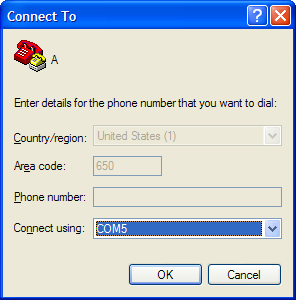 Connect To
A
Enter details for the phone number that you want to dial:
Country/region: United States (1)
Area code: 650
Phone number:
Connect using: COM5
OK Cancel